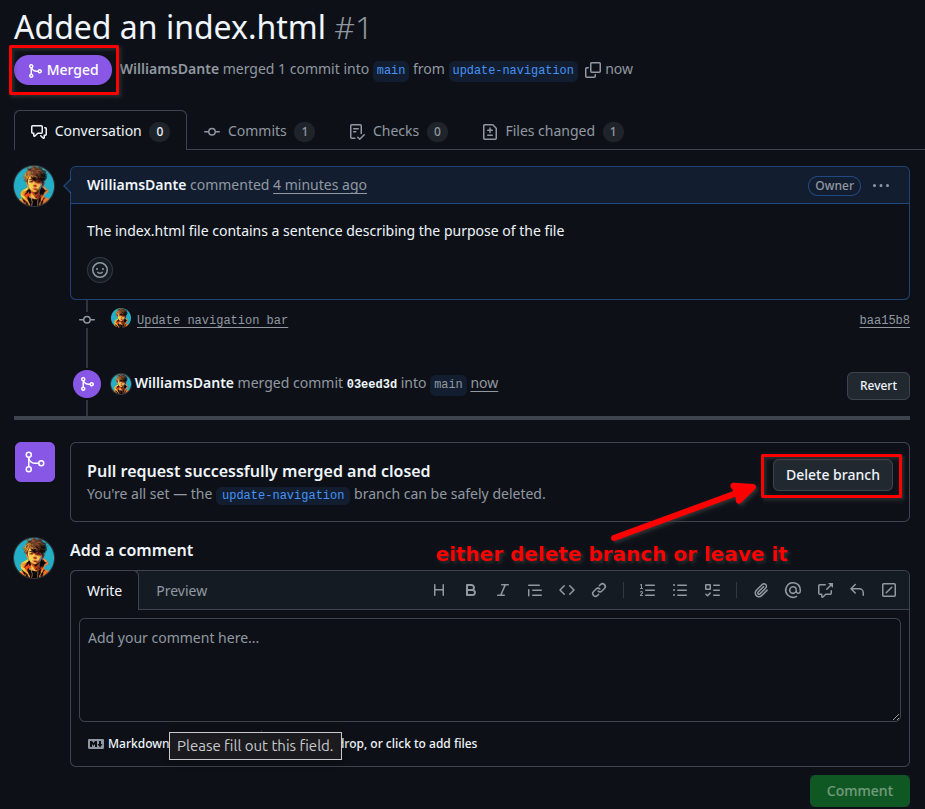 Added an index.html #1
Merged WilliamsDante merged 1 commit into main from update-navigation now
Conversation 0 Commits 1 Checks 0 Files changed 1
WilliamsDante commented 4 minutes ago Owner
The index.html file contains a sentence describing the purpose of the file
Update navigation bar baa15b8
WilliamsDante merged commit 03eed3d into main now Revert
Pull request successfully merged and closed
You're all set — the update-navigation branch can be safely deleted. Delete branch
either delete branch or leave it
Add a comment
Write Preview
Add your comment here...
Markdown Please fill out this field. drop, or click to add files
Comment